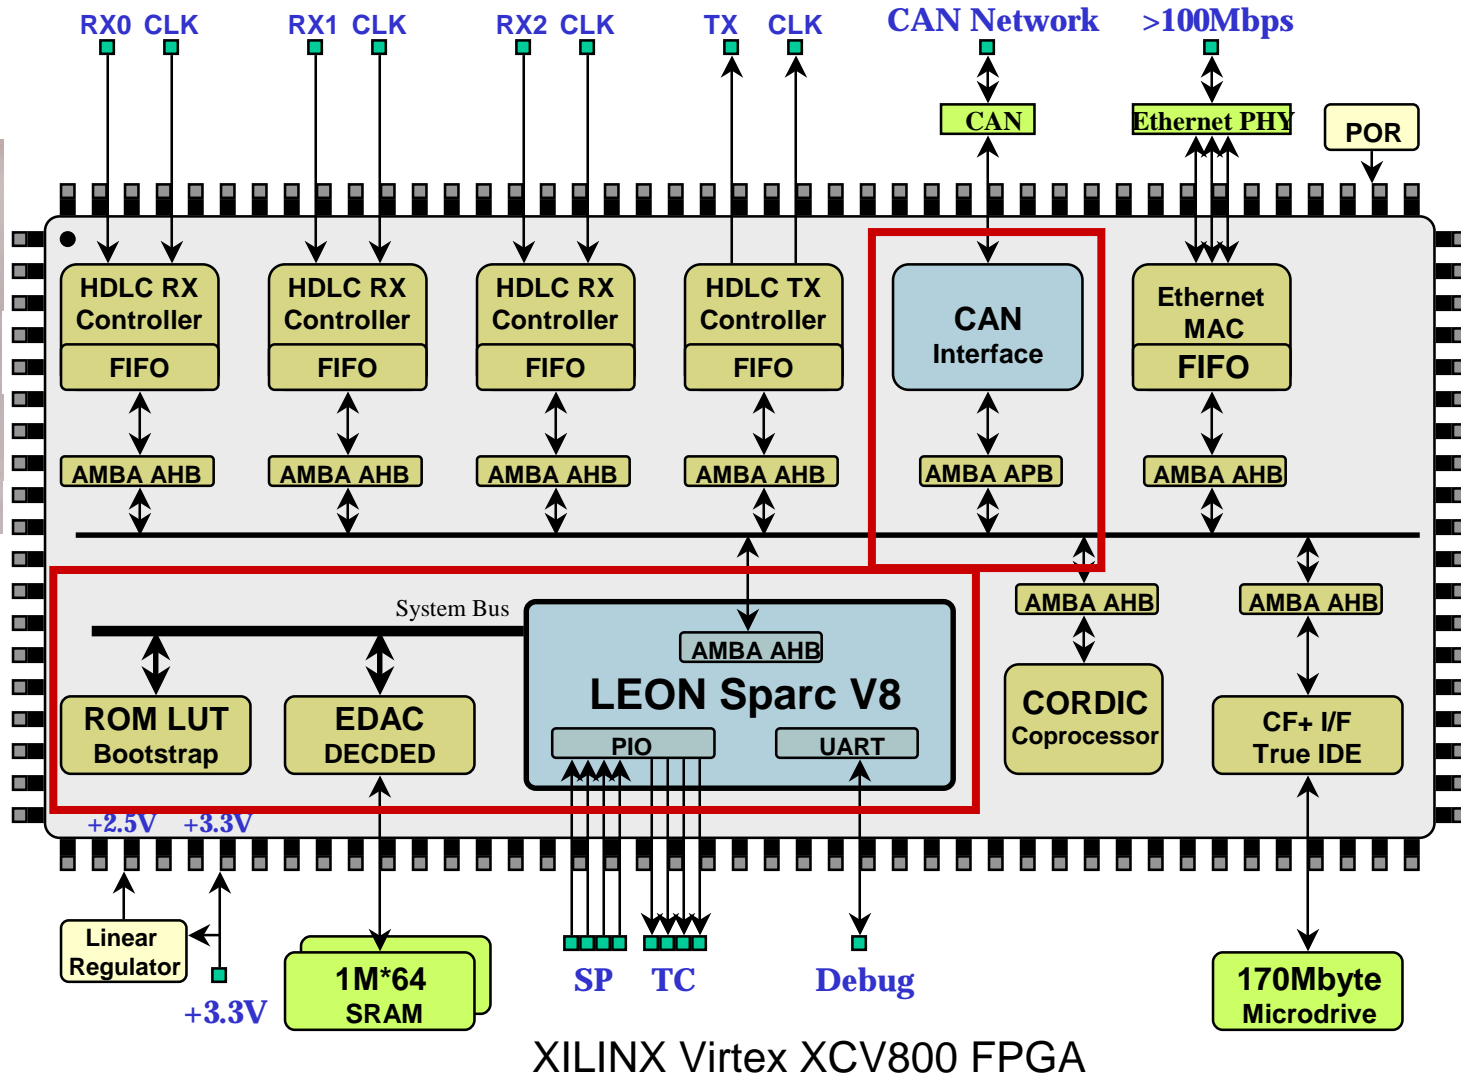 RX0 CLK RX1 CLK RX2 CLK TX CLK CAN Network >100Mbps
CAN Ethernet PHY POR
HDLC RX
Controller
FIFO
HDLC RX
Controller
FIFO
HDLC RX
Controller
FIFO
HDLC TX
Controller
FIFO
CAN
Interface
Ethernet
MAC
FIFO
AMBA AHB AMBA AHB AMBA AHB AMBA AHB AMBA APB AMBA AHB
System Bus
AMBA AHB
LEON Sparc V8
PIO UART
AMBA AHB AMBA AHB
ROM LUT
Bootstrap
EDAC
DECDED
CORDIC
Coprocessor
CF+ I/F
True IDE
+2.5V +3.3V
Linear
Regulator
+3.3V
1M*64
SRAM
SP TC Debug
170Mbyte
Microdrive
XILINX Virtex XCV800 FPGA